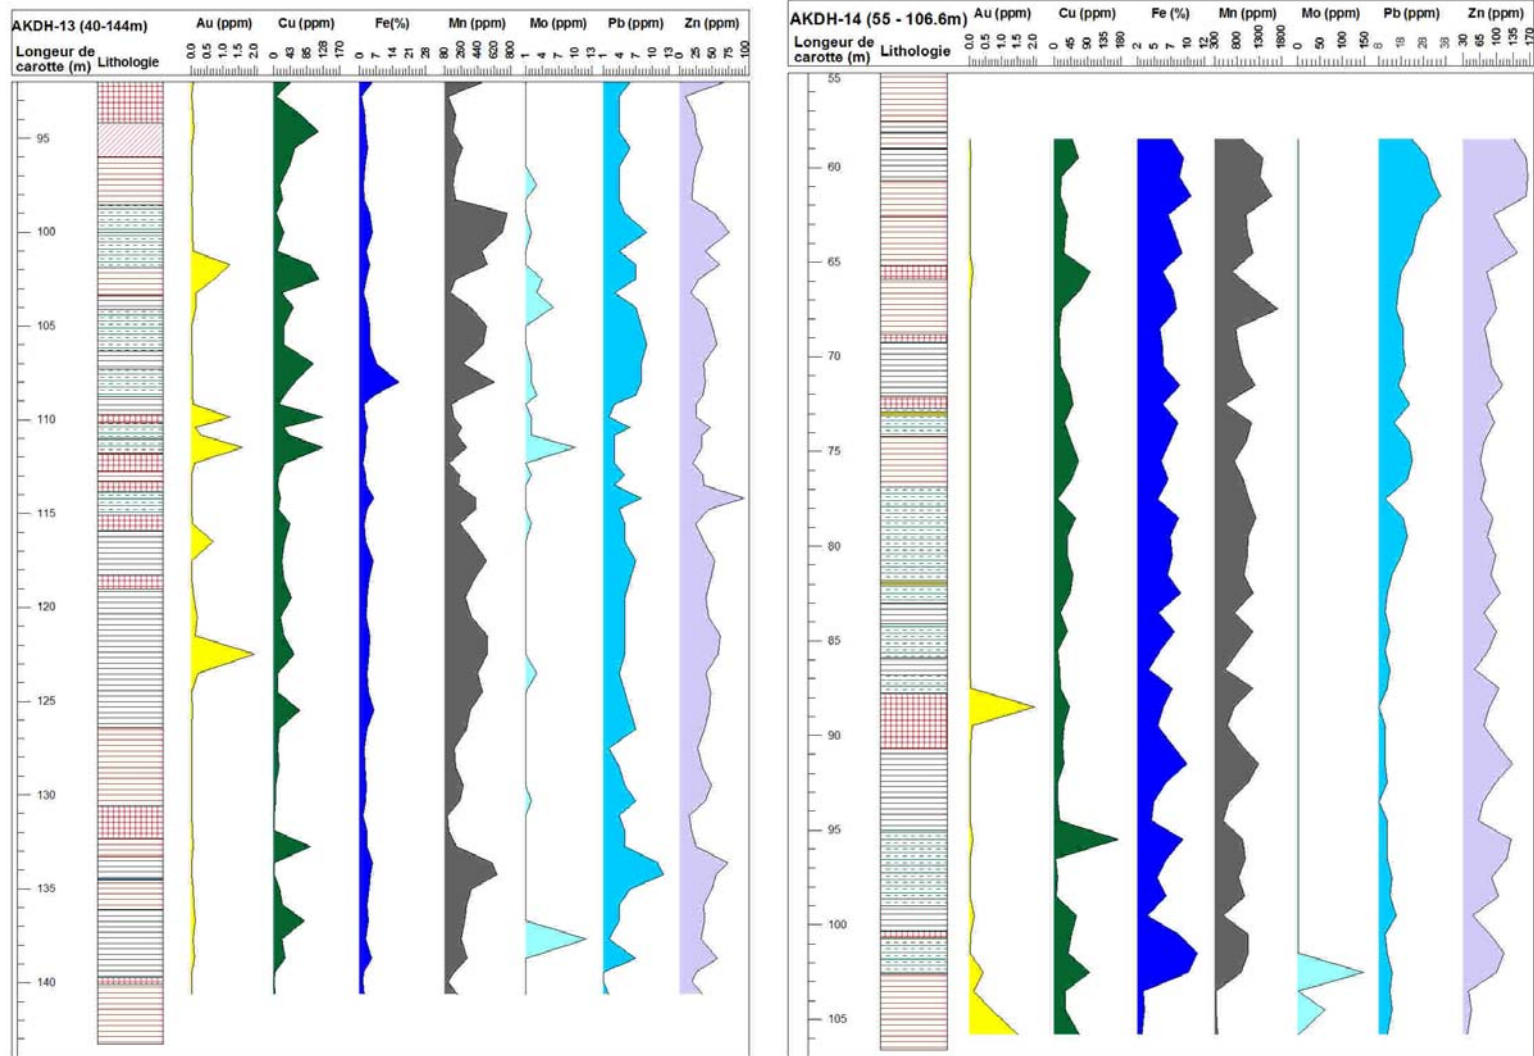 AKDH-13 (40-144m)
Au (ppm) Cu (ppm) Fe(%) Mn (ppm) Mo (ppm) Pb (ppm) Zn (ppm)
Longeur de
carotte (m) Lithologie
0.0 0.5 1.0 1.5 2.0
0 43 85 128 170
0 7 14 21 28
80 260 440 620 800
1 4 7 10 13
1 4 7 10 13
0 25 50 75 100
95
100
105
110
115
120
125
130
135
140
AKDH-14 (55 - 106.6m)
Au (ppm) Cu (ppm) Fe (%) Mn (ppm) Mo (ppm) Pb (ppm) Zn (ppm)
Longeur de
carotte (m) Lithologie
0.0 0.5 1.0 1.5 2.0
0 45 90 135 180
2 5 7 10 12
300 800 1300 1800
0 50 100 150
8 18 28 38
30 65 100 135 170
55
60
65
70
75
80
85
90
95
100
105